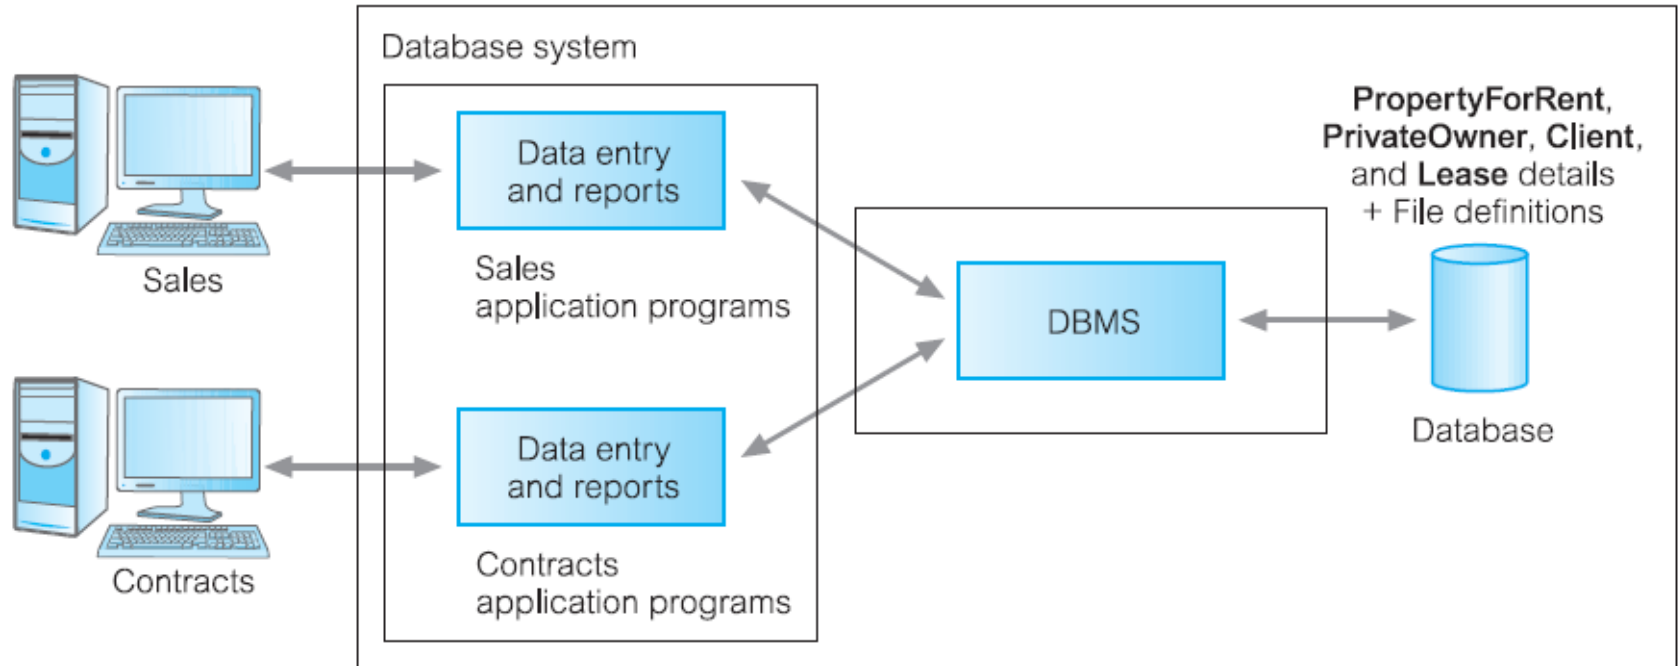 Database system
Sales
Data entry
and reports
Sales
application programs
Contracts
Data entry
and reports
Contracts
application programs
DBMS
PropertyForRent,
PrivateOwner, Client,
and Lease details
+ File definitions
Database